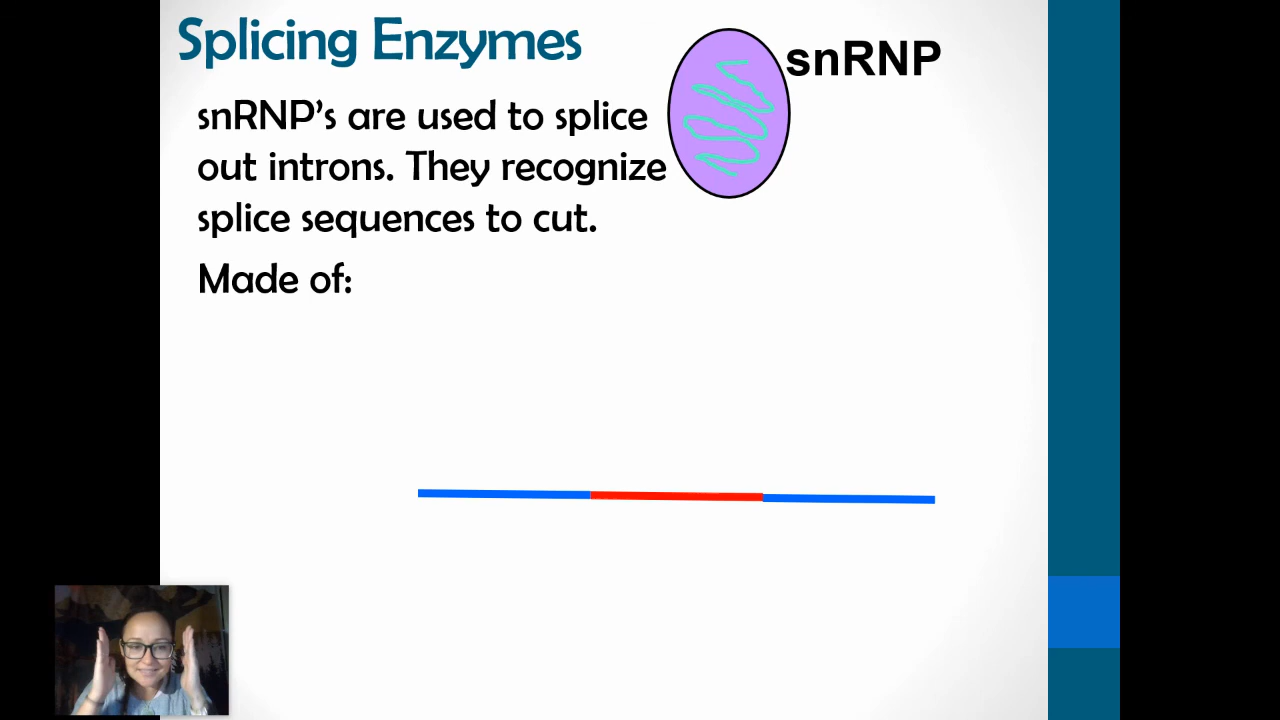 Splicing Enzymes
snRNP
snRNP’s are used to splice
out introns. They recognize
splice sequences to cut.
Made of: